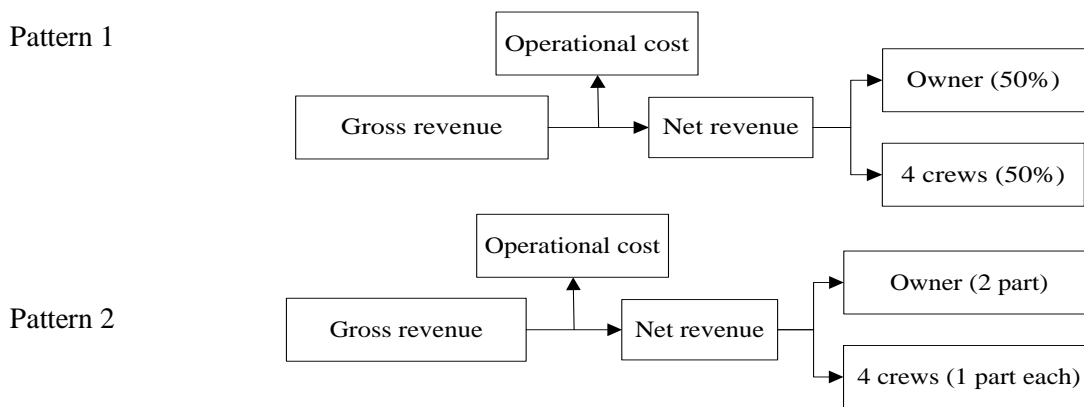 Pattern 1
Operational cost
Owner (50%)
Gross revenue
Net revenue
4 crews (50%)
Operational cost
Owner (2 part)
Pattern 2
Gross revenue
Net revenue
4 crews (1 part each)